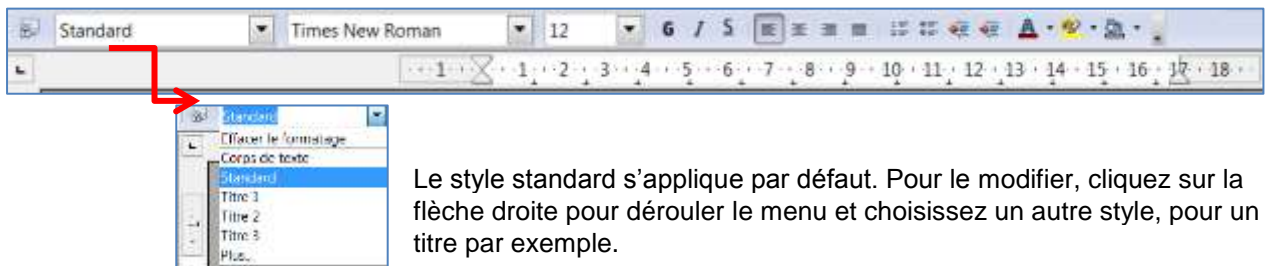 Standard Times New Roman 12 G I S
1 1 2 3 4 5 6 7 8 9 10 11 12 13 14 15 16 17 18
Standard
Effacer le formatage
Corps de texte
Standard
Titre 1
Titre 2
Titre 3
Plus...
Le style standard s’applique par défaut. Pour le modifier, cliquez sur la
flèche droite pour dérouler le menu et choisissez un autre style, pour un
titre par exemple.